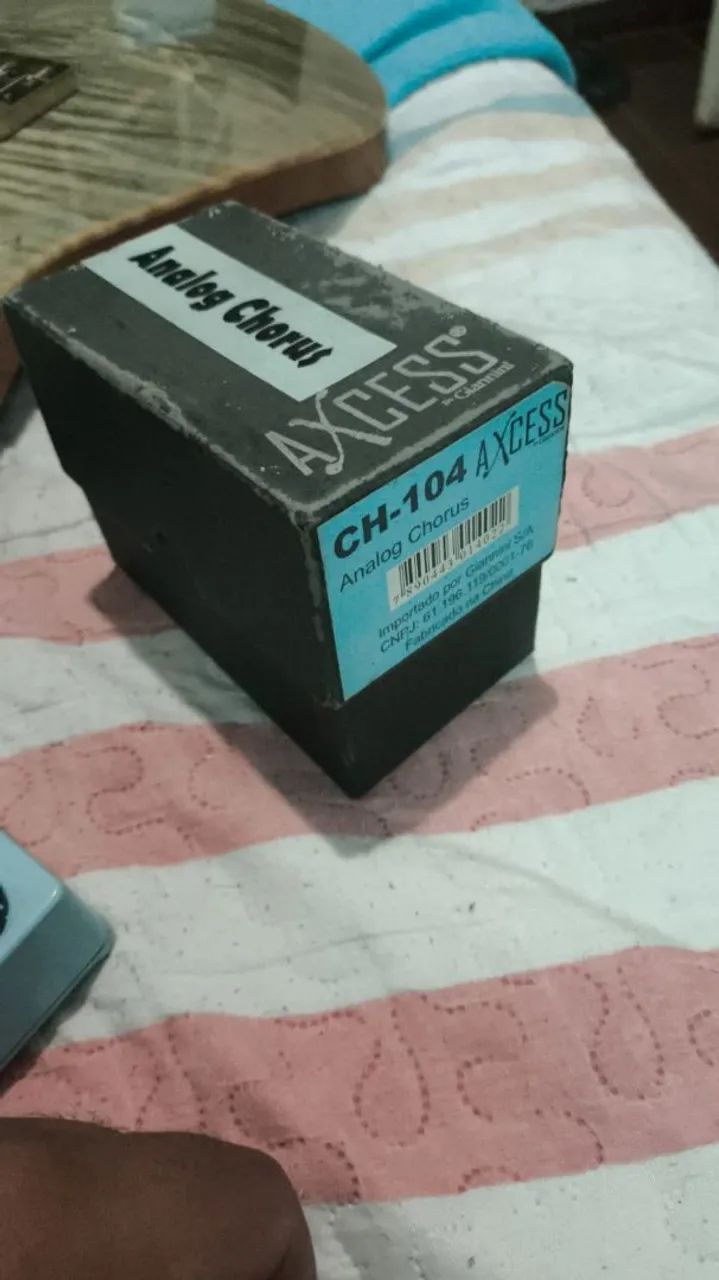 Analog Chorus
AXCESS®
by Giannini
CH-104 AXCESS
Analog Chorus
Importado por Giannini S/A
CNPJ: 61.196.119/0001-76
Fabricado na China